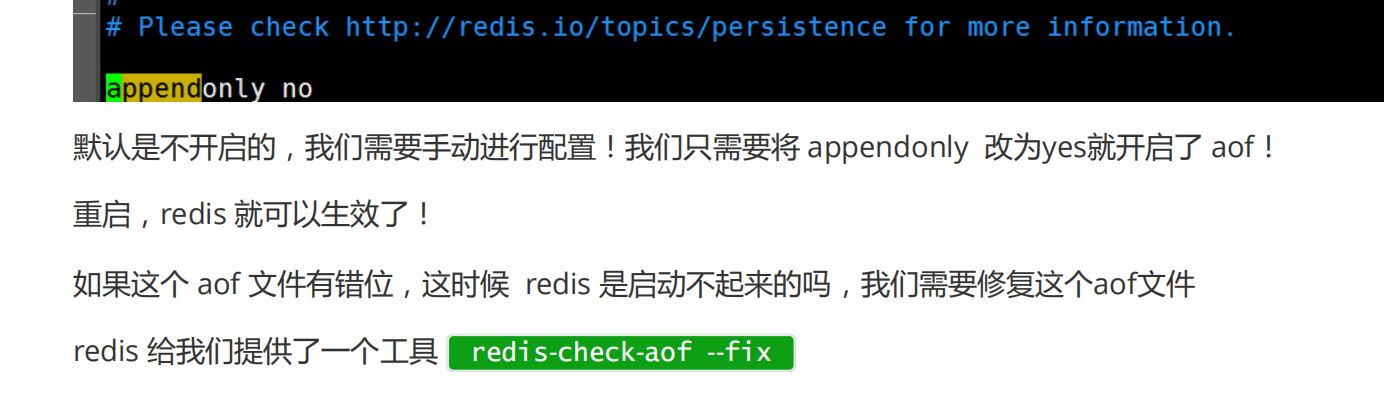 #
# Please check http://redis.io/topics/persistence for more information.
appendonly no
默认是不开启的，我们需要手动进行配置！我们只需要将 appendonly 改为yes就开启了 aof！
重启，redis 就可以生效了！
如果这个 aof 文件有错位，这时候 redis 是启动不起来的吗，我们需要修复这个aof文件
redis 给我们提供了一个工具 redis-check-aof --fix